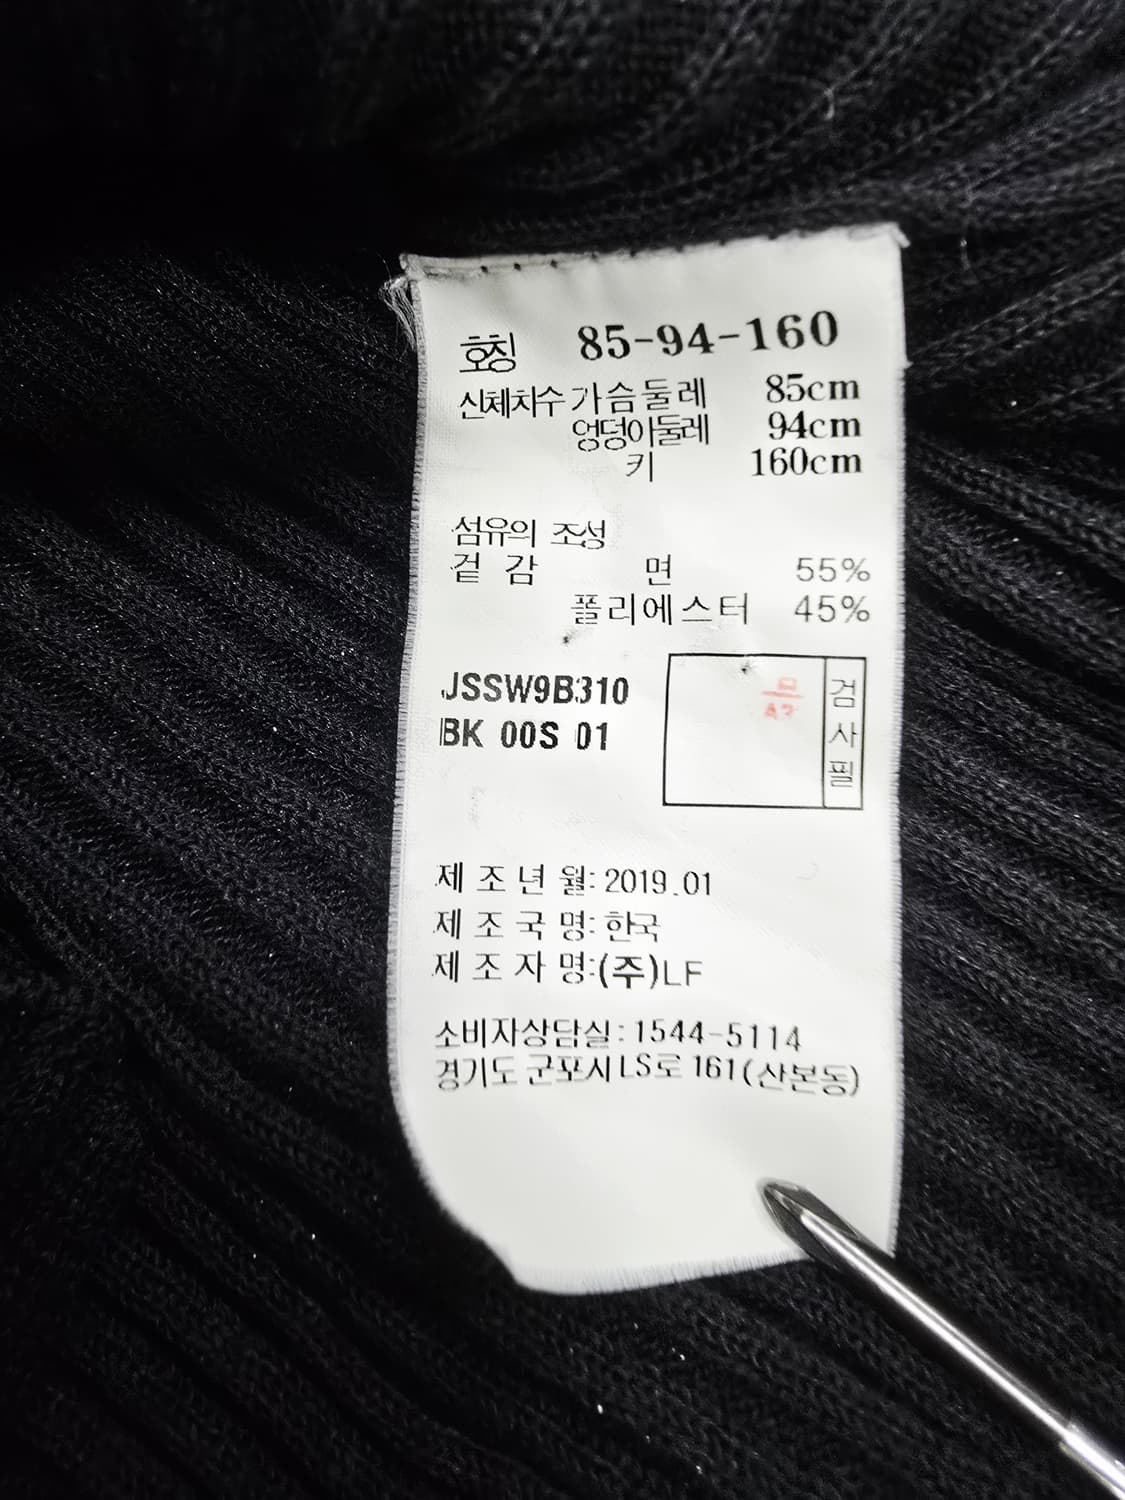 호칭 85-94-160
신체치수 가슴둘레 85cm
엉덩이둘레 94cm
키 160cm
섬유의 조성
겉감 면 55%
폴리에스터 45%
JSSW9B310
BK 00S 01
검사필
제조년월: 2019.01
제조국명: 한국
제조자명: (주)LF
소비자상담실: 1544-5114
경기도 군포시 LS로 161(산본동)